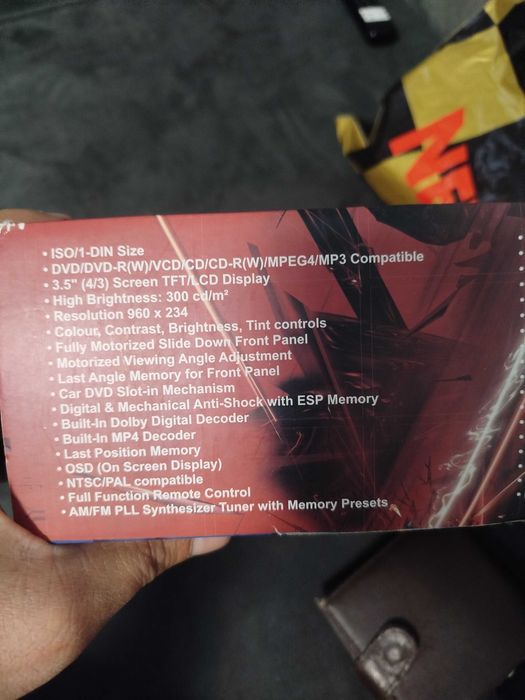 NE
• ISO/1-DIN Size
• DVD/DVD-R(W)/VCD/CD/CD-R(W)/MPEG4/MP3 Compatible
• 3.5" (4/3) Screen TFT/LCD Display
• High Brightness: 300 cd/m²
• Resolution 960 x 234
• Colour, Contrast, Brightness, Tint controls
• Fully Motorized Slide Down Front Panel
• Motorized Viewing Angle Adjustment
• Last Angle Memory for Front Panel
• Car DVD Slot-in Mechanism
• Digital & Mechanical Anti-Shock with ESP Memory
• Built-In Dolby Digital Decoder
• Built-In MP4 Decoder
• Last Position Memory
• OSD (On Screen Display)
• NTSC/PAL compatible
• Full Function Remote Control
• AM/FM PLL Synthesizer Tuner with Memory Presets